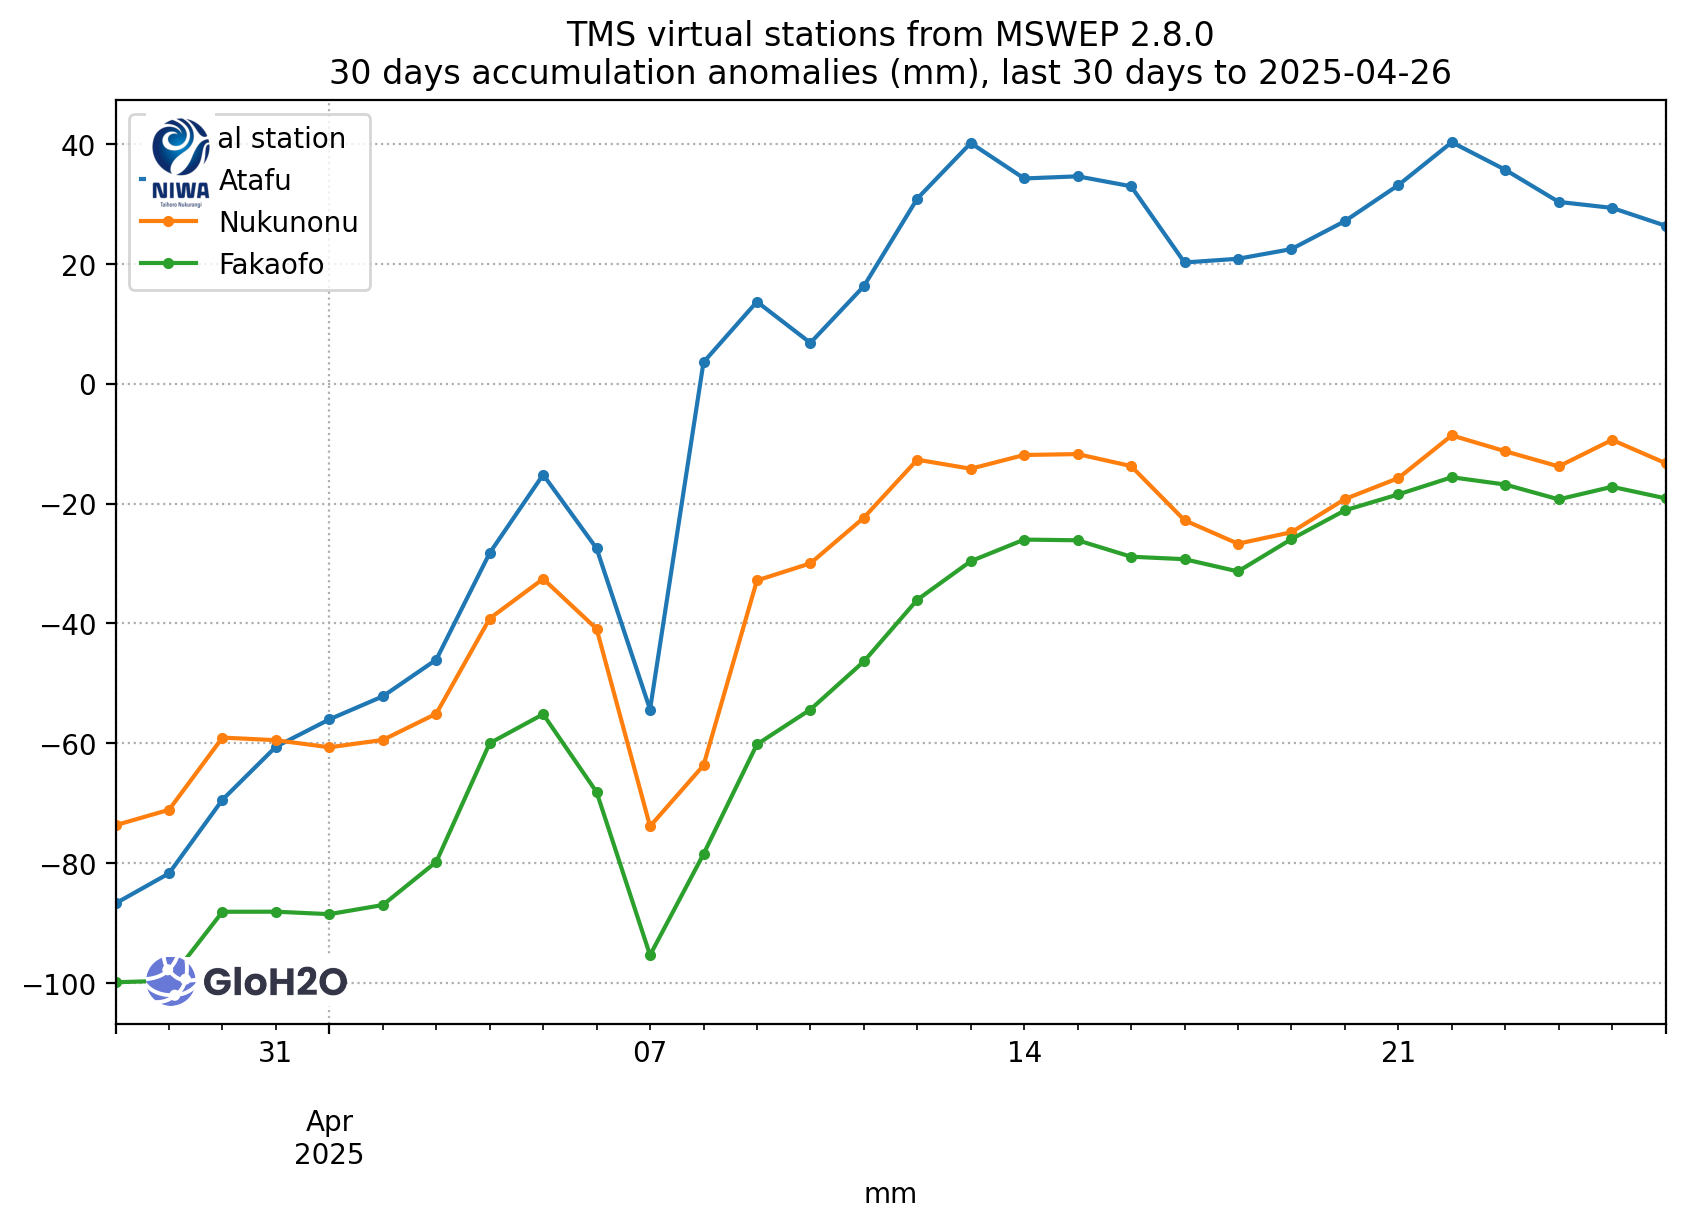 TMS virtual stations from MSWEP 2.8.0
30 days accumulation anomalies (mm), last 30 days to 2025-04-26
al station
Atafu
Nukunonu
Fakaofo
NIWA
Taihoro Nukurangi
40
20
0
−20
−40
−60
−80
−100
GloH2O
31
07
14
21
Apr
2025
mm